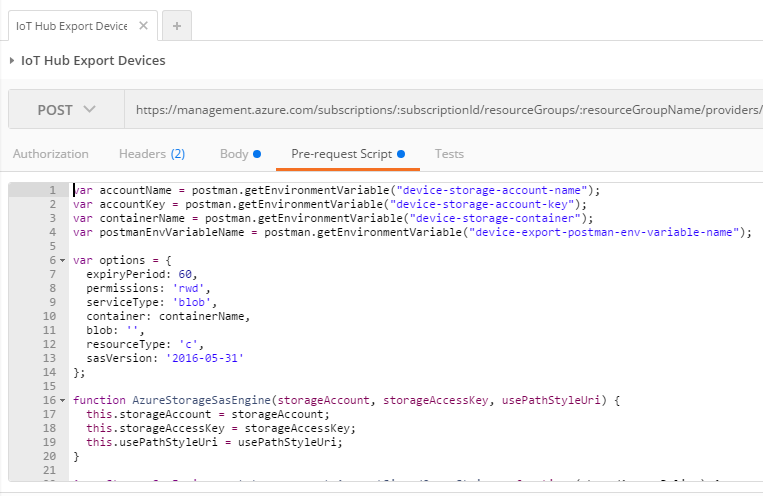 IoT Hub Export Device × +
IoT Hub Export Devices
POST https://management.azure.com/subscriptions/:subscriptionId/resourceGroups/:resourceGroupName/providers/
Authorization Headers (2) Body Pre-request Script Tests
1 var accountName = postman.getEnvironmentVariable("device-storage-account-name");
2 var accountKey = postman.getEnvironmentVariable("device-storage-account-key");
3 var containerName = postman.getEnvironmentVariable("device-storage-container");
4 var postmanEnvVariableName = postman.getEnvironmentVariable("device-export-postman-env-variable-name");
5
6 var options = {
7   expiryPeriod: 60,
8   permissions: 'rwd',
9   serviceType: 'blob',
10   container: containerName,
11   blob: '',
12   resourceType: 'c',
13   sasVersion: '2016-05-31'
14 };
15
16 function AzureStorageSasEngine(storageAccount, storageAccessKey, usePathStyleUri) {
17   this.storageAccount = storageAccount;
18   this.storageAccessKey = storageAccessKey;
19   this.usePathStyleUri = usePathStyleUri;
20 }
21